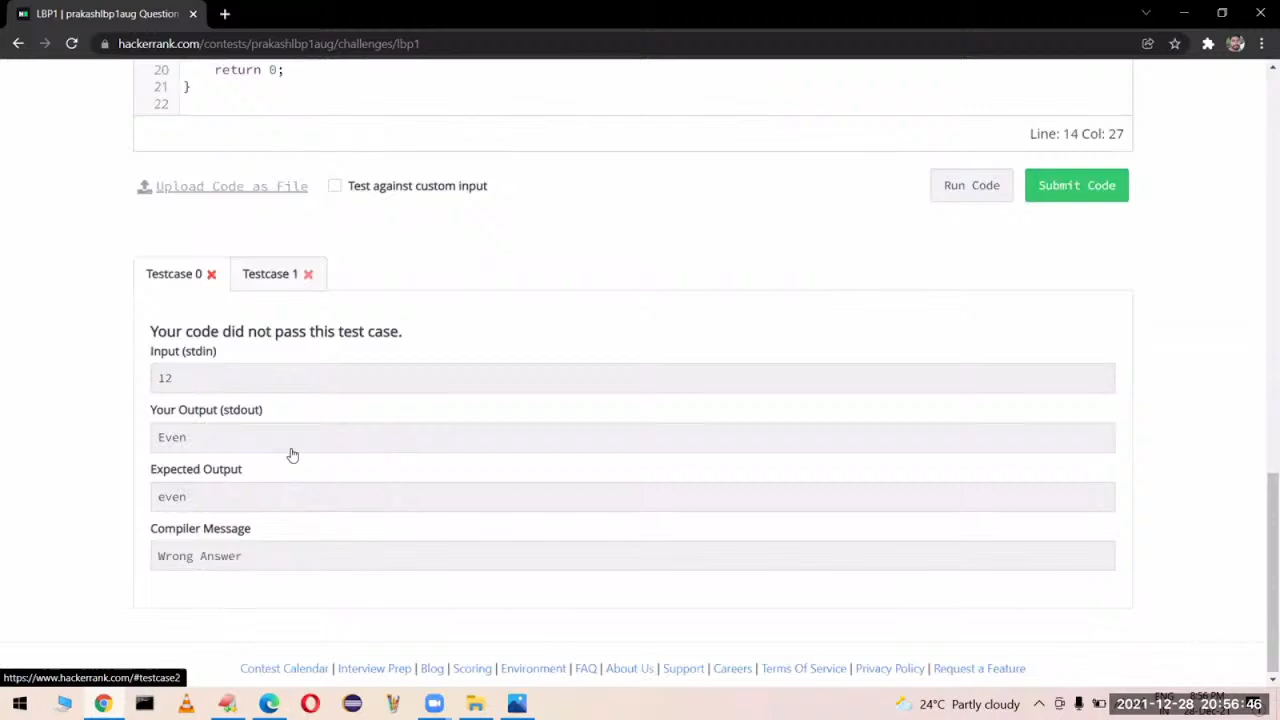 LBP1 | prakashlbp1aug Question
hackerrank.com/contests/prakashlbp1aug/challenges/lbp1
20 return 0;
21 }
22
Line: 14 Col: 27
Upload Code as File Test against custom input Run Code Submit Code
Testcase 0 Testcase 1
Your code did not pass this test case.
Input (stdin)
12
Your Output (stdout)
Even
Expected Output
even
Compiler Message
Wrong Answer
Contest Calendar | Interview Prep | Blog | Scoring | Environment | FAQ | About Us | Support | Careers | Terms Of Service | Privacy Policy | Request a Feature
https://www.hackerrank.com/#testcase2
24°C Partly cloudy
ENG 8:56 PM
2021-12-28 20:56:46